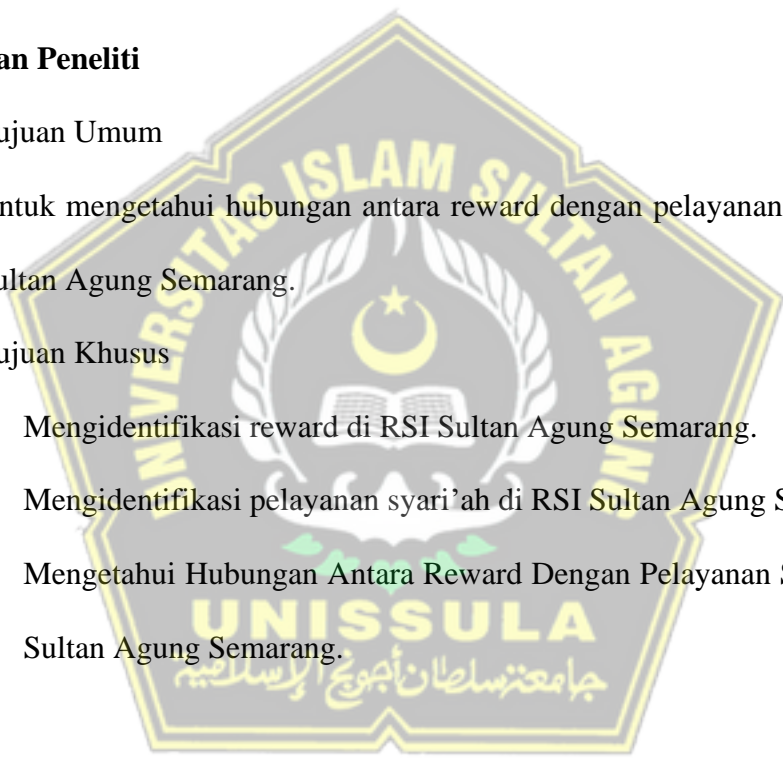 an Peneliti
ujuan Umum
ntuk mengetahui hubungan antara reward dengan pelayanan
ultan Agung Semarang.
ujuan Khusus
Mengidentifikasi reward di RSI Sultan Agung Semarang.
Mengidentifikasi pelayanan syari’ah di RSI Sultan Agung S
Mengetahui Hubungan Antara Reward Dengan Pelayanan S
Sultan Agung Semarang.
UNIVERSITAS ISLAM SULTAN AGUNG
UNISSULA
جامعتسلطان أجونج الإسلامية